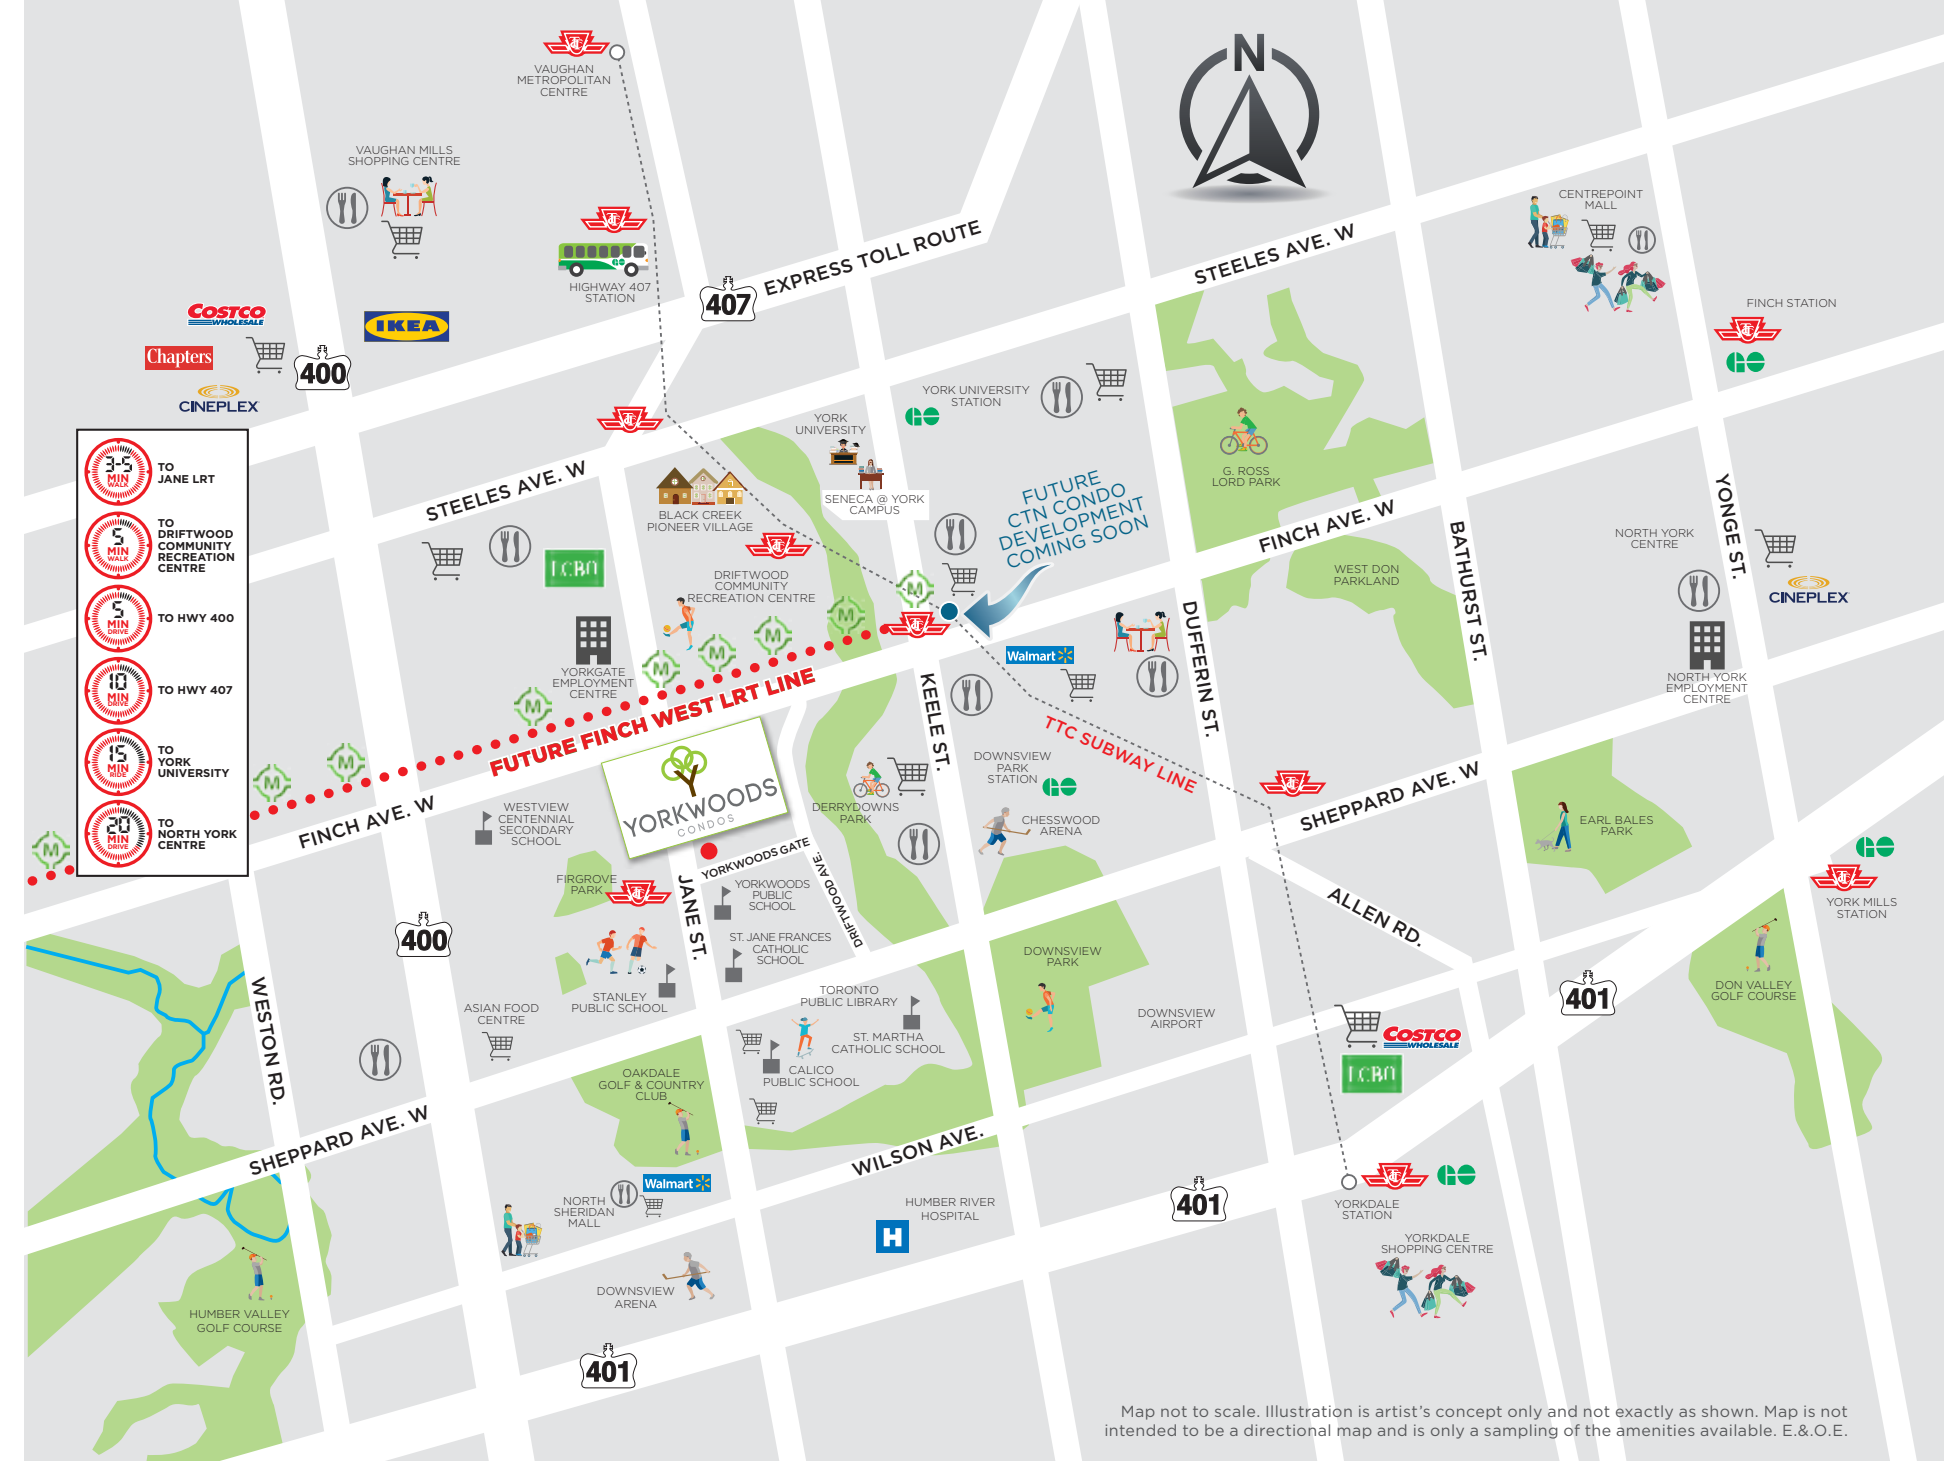 N
VAUGHAN
METROPOLITAN
CENTRE
VAUGHAN MILLS
SHOPPING CENTRE
HIGHWAY 407
STATION
407
EXPRESS TOLL ROUTE
STEELES AVE. W
CENTREPOINT
MALL
FINCH STATION
GO
COSTCO
WHOLESALE
IKEA
Chapters
400
CINEPLEX
YORK UNIVERSITY
STATION
GO
YORK
UNIVERSITY
SENECA @ YORK
CAMPUS
G. ROSS
LORD PARK
3-5
MIN
WALK
TO
JANE LRT
5
MIN
WALK
TO
DRIFTWOOD
COMMUNITY
RECREATION
CENTRE
5
MIN
DRIVE
TO HWY 400
10
MIN
DRIVE
TO HWY 407
15
MIN
RIDE
TO
YORK
UNIVERSITY
20
MIN
DRIVE
TO
NORTH YORK
CENTRE
STEELES AVE. W
BLACK CREEK
PIONEER VILLAGE
FUTURE
CTN CONDO
DEVELOPMENT
COMING SOON
FINCH AVE. W
BATHURST ST.
YONGE ST.
NORTH YORK
CENTRE
CINEPLEX
LCBO
DRIFTWOOD
COMMUNITY
RECREATION CENTRE
WEST DON
PARKLAND
YORKGATE
EMPLOYMENT
CENTRE
Walmart
DUFFERIN ST.
NORTH YORK
EMPLOYMENT
CENTRE
M
M
M
M
M
M
M
M
M
FUTURE FINCH WEST LRT LINE
KEELE ST.
TTC SUBWAY LINE
YORKWOODS
CONDOS
DOWNSVIEW
PARK
STATION
GO
FINCH AVE. W
WESTVIEW
CENTENNIAL
SECONDARY
SCHOOL
DERRYDOWNS
PARK
CHESSWOOD
ARENA
SHEPPARD AVE. W
EARL BALES
PARK
GO
YORK MILLS
STATION
YORKWOODS GATE
DRIFTWOOD AVE.
FIRGROVE
PARK
JANE ST.
YORKWOODS
PUBLIC
SCHOOL
ST. JANE FRANCES
CATHOLIC
SCHOOL
ALLEN RD.
400
DOWNSVIEW
PARK
401
DON VALLEY
GOLF COURSE
WESTON RD.
STANLEY
PUBLIC SCHOOL
ASIAN FOOD
CENTRE
TORONTO
PUBLIC LIBRARY
ST. MARTHA
CATHOLIC SCHOOL
CALICO
PUBLIC SCHOOL
DOWNSVIEW
AIRPORT
COSTCO
WHOLESALE
LCBO
OAKDALE
GOLF & COUNTRY
CLUB
SHEPPARD AVE. W
WILSON AVE.
Walmart
NORTH
SHERIDAN
MALL
HUMBER RIVER
HOSPITAL
H
401
GO
YORKDALE
STATION
YORKDALE
SHOPPING CENTRE
DOWNSVIEW
ARENA
HUMBER VALLEY
GOLF COURSE
401
Map not to scale. Illustration is artist's concept only and not exactly as shown. Map is not
intended to be a directional map and is only a sampling of the amenities available. E.&.O.E.